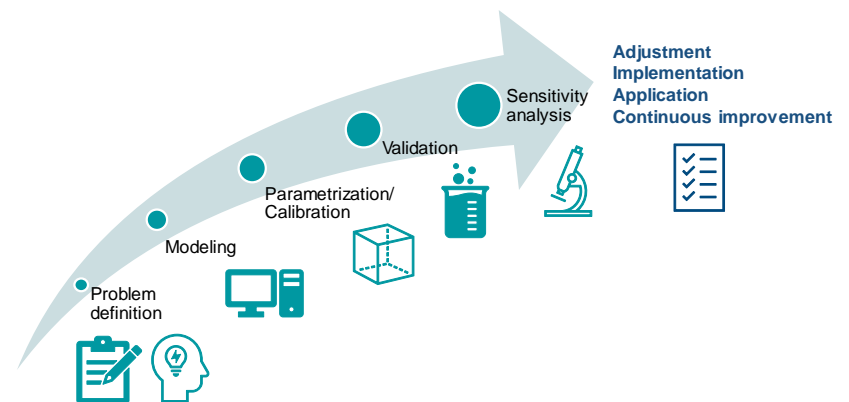 Problem
definition
Modeling
Parametrization/
Calibration
Validation
Sensitivity
analysis
Adjustment
Implementation
Application
Continuous improvement